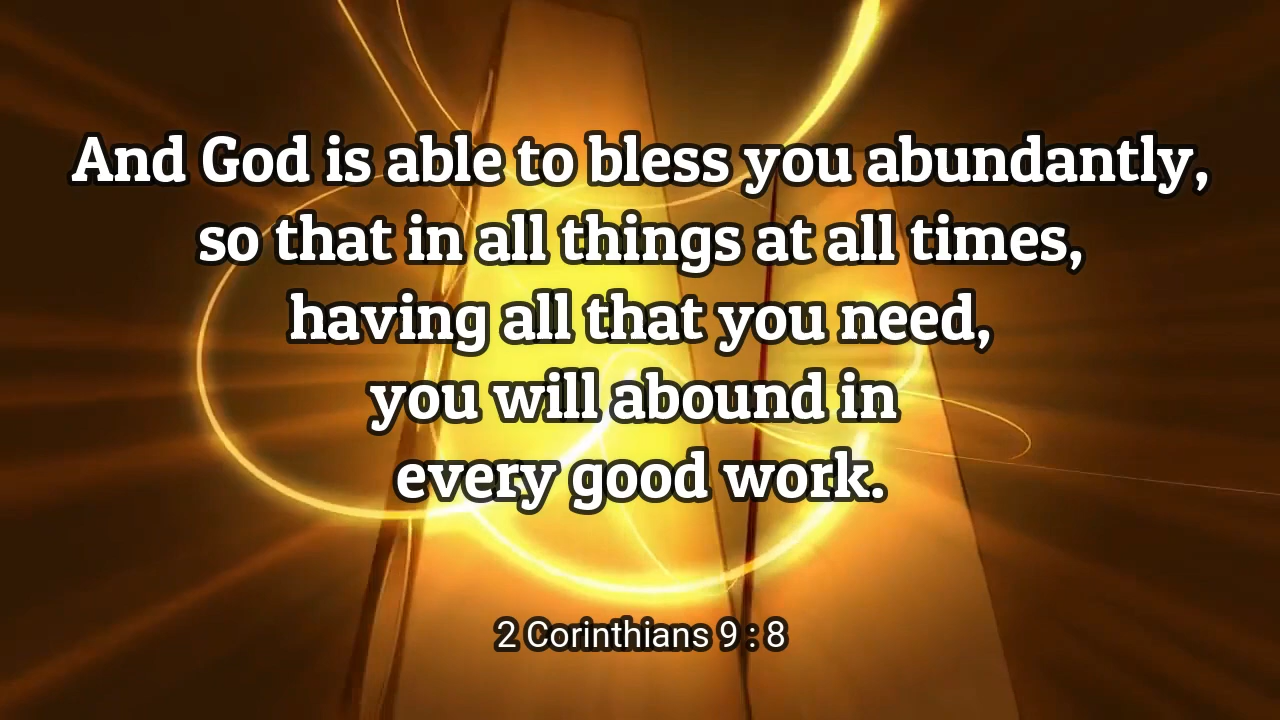 And God is able to bless you abundantly,
so that in all things at all times,
having all that you need,
you will abound in
every good work.
2 Corinthians 9 : 8